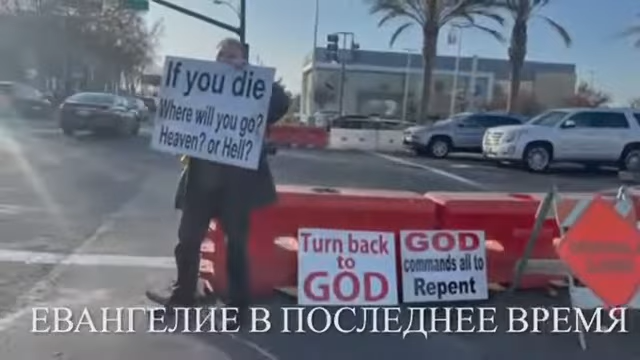 If you die
Where will you go?
Heaven? or Hell?
Turn back
to
GOD
GOD
commands all to
Repent
ЕВАНГЕЛИЕ В ПОСЛЕДНЕЕ ВРЕМЯ